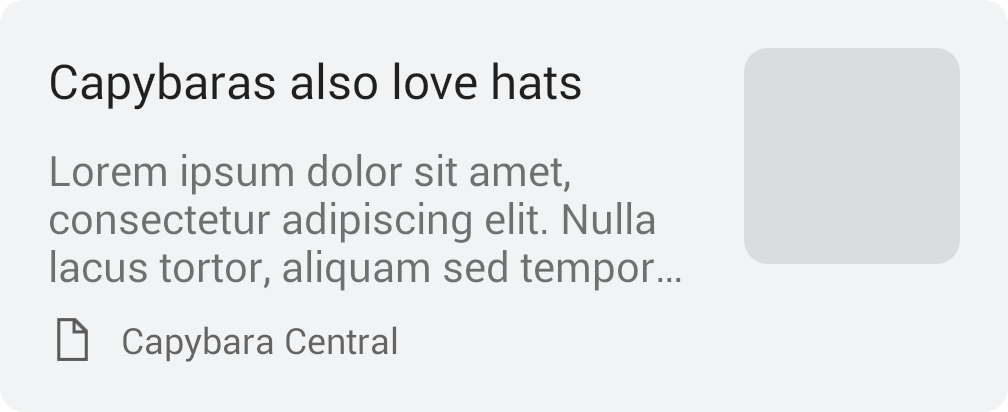 Capybaras also love hats
Lorem ipsum dolor sit amet,
consectetur adipiscing elit. Nulla
lacus tortor, aliquam sed tempor…
Capybara Central